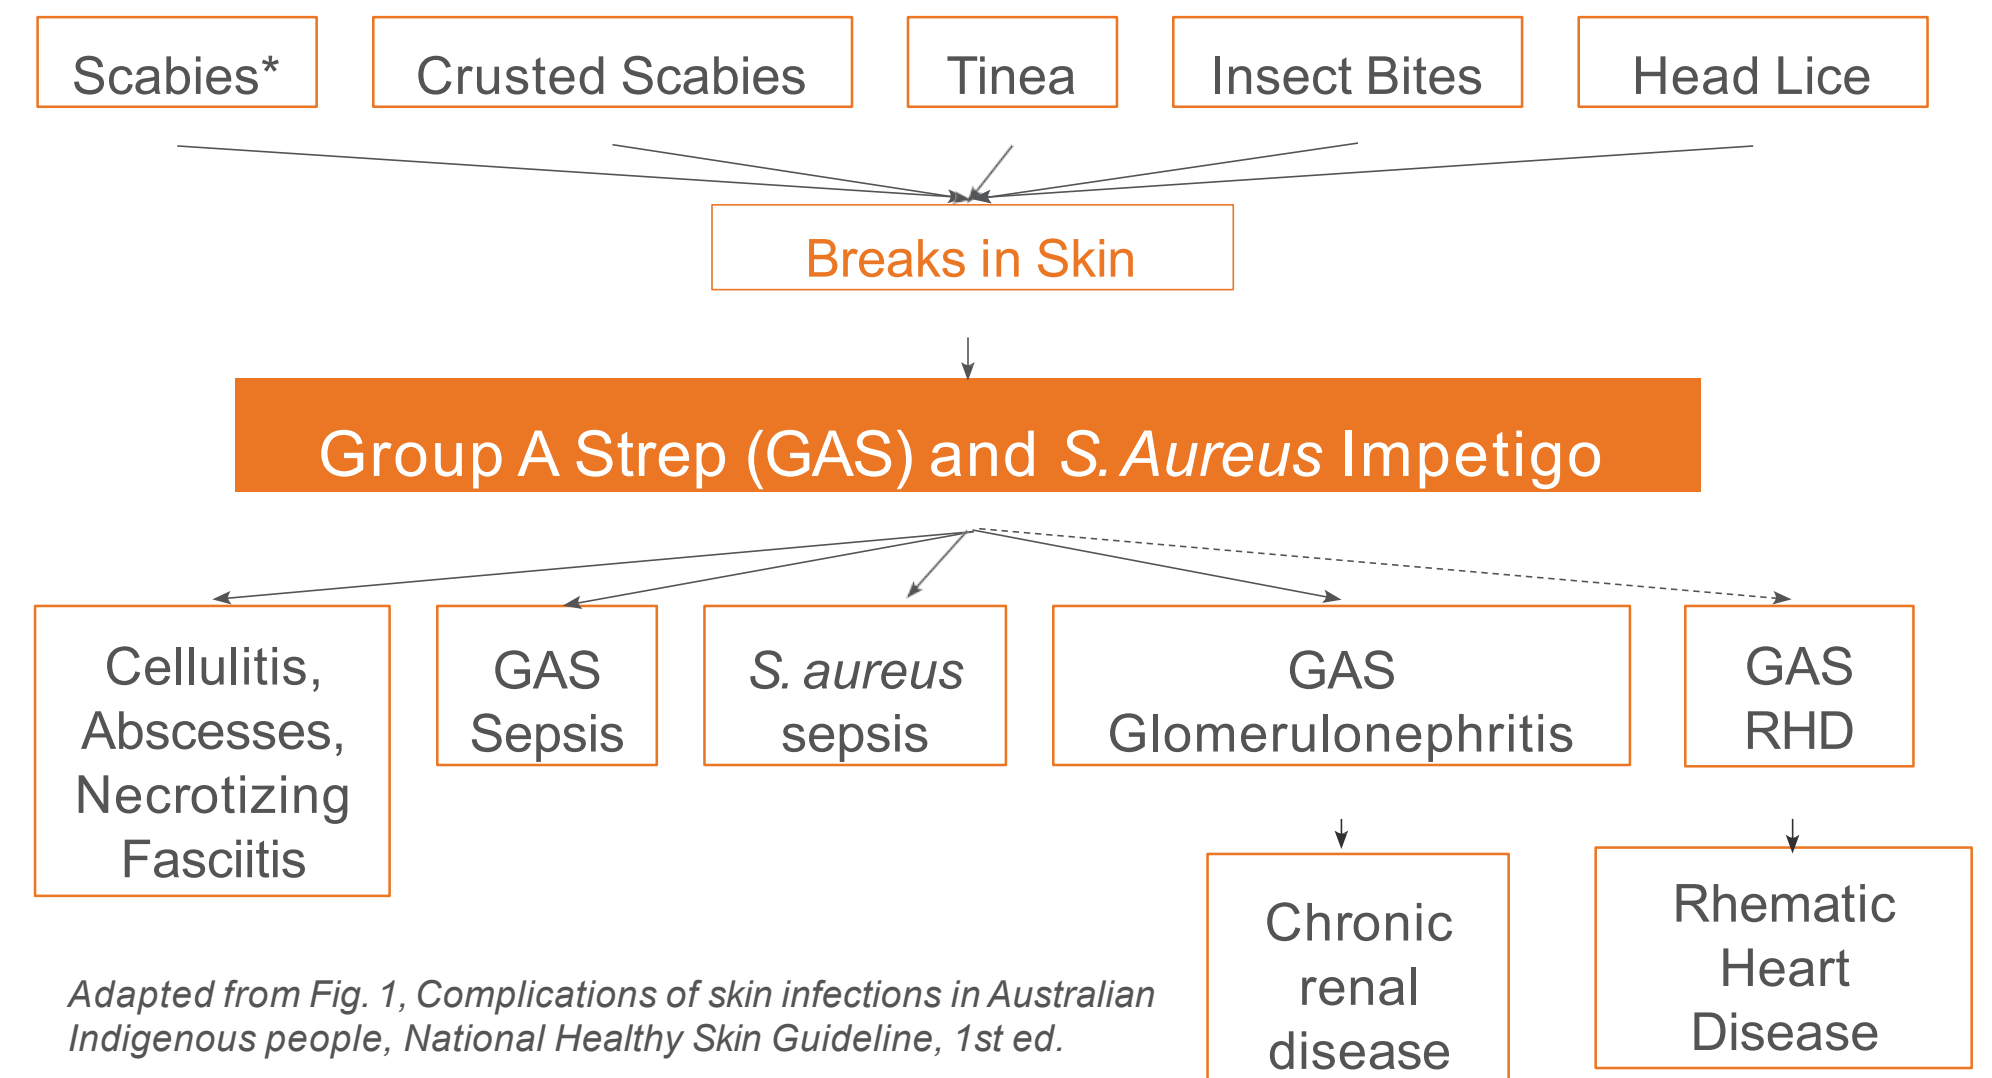 Scabies*
Crusted Scabies
Tinea
Insect Bites
Head Lice
Breaks in Skin
Group A Strep (GAS) and S. Aureus Impetigo
Cellulitis,
Abscesses,
Necrotizing
Fasciitis
GAS
Sepsis
S. aureus
sepsis
GAS
Glomerulonephritis
GAS
RHD
Chronic
renal
disease
Rhematic
Heart
Disease
Adapted from Fig. 1, Complications of skin infections in Australian
Indigenous people, National Healthy Skin Guideline, 1st ed.